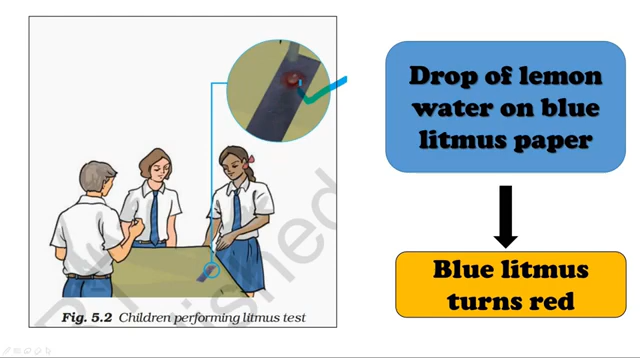 Drop of lemon
water on blue
litmus paper
Blue litmus
turns red
Fig. 5.2 Children performing litmus test